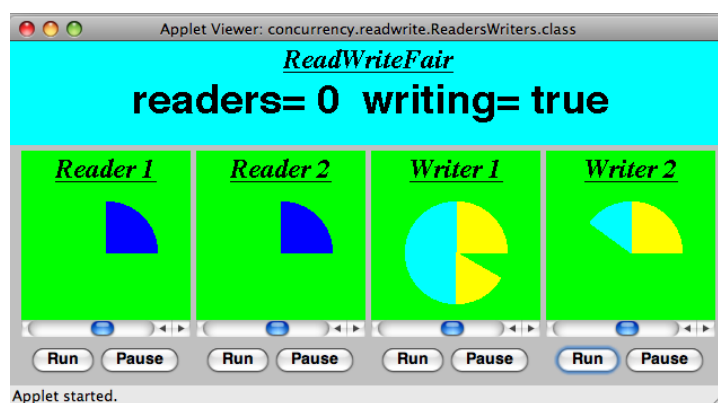 Applet Viewer: concurrency.readwrite.ReadersWriters.class
ReadWriteFair
readers= 0 writing= true
Reader 1 Reader 2 Writer 1 Writer 2
Run Pause Run Pause Run Pause Run Pause
Applet started.